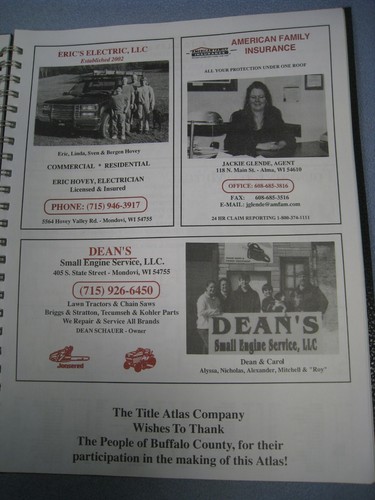 ERIC'S ELECTRIC, LLC
Established 2002
Eric, Linda, Sven & Bergen Hovey
COMMERCIAL * RESIDENTIAL
ERIC HOVEY, ELECTRICIAN
Licensed & Insured
PHONE: (715) 946-3917
S564 Hovey Valley Rd. - Mondovi, WI 54755
AMERICAN FAMILY
INSURANCE
ALL YOUR PROTECTION UNDER ONE ROOF
JACKIE GLENDE, AGENT
118 N. Main St. - Alma, WI 54610
OFFICE: 608-685-3816
FAX: 608-685-3516
E-MAIL: jglende@amfam.com
24 HR CLAIM REPORTING 1-800-374-1111
DEAN'S
Small Engine Service, LLC.
405 S. State Street - Mondovi, WI 54755
(715) 926-6450
Lawn Tractors & Chain Saws
Briggs & Stratton, Tecumseh & Kohler Parts
We Repair & Service All Brands
DEAN SCHAUER - Owner
Jonsered
DEAN'S
Small Engine Service, LLC
Dean & Carol
Alyssa, Nicholas, Alexander, Mitchell & "Roy"
The Title Atlas Company
Wishes To Thank
The People of Buffalo County, for their
participation in the making of this Atlas!